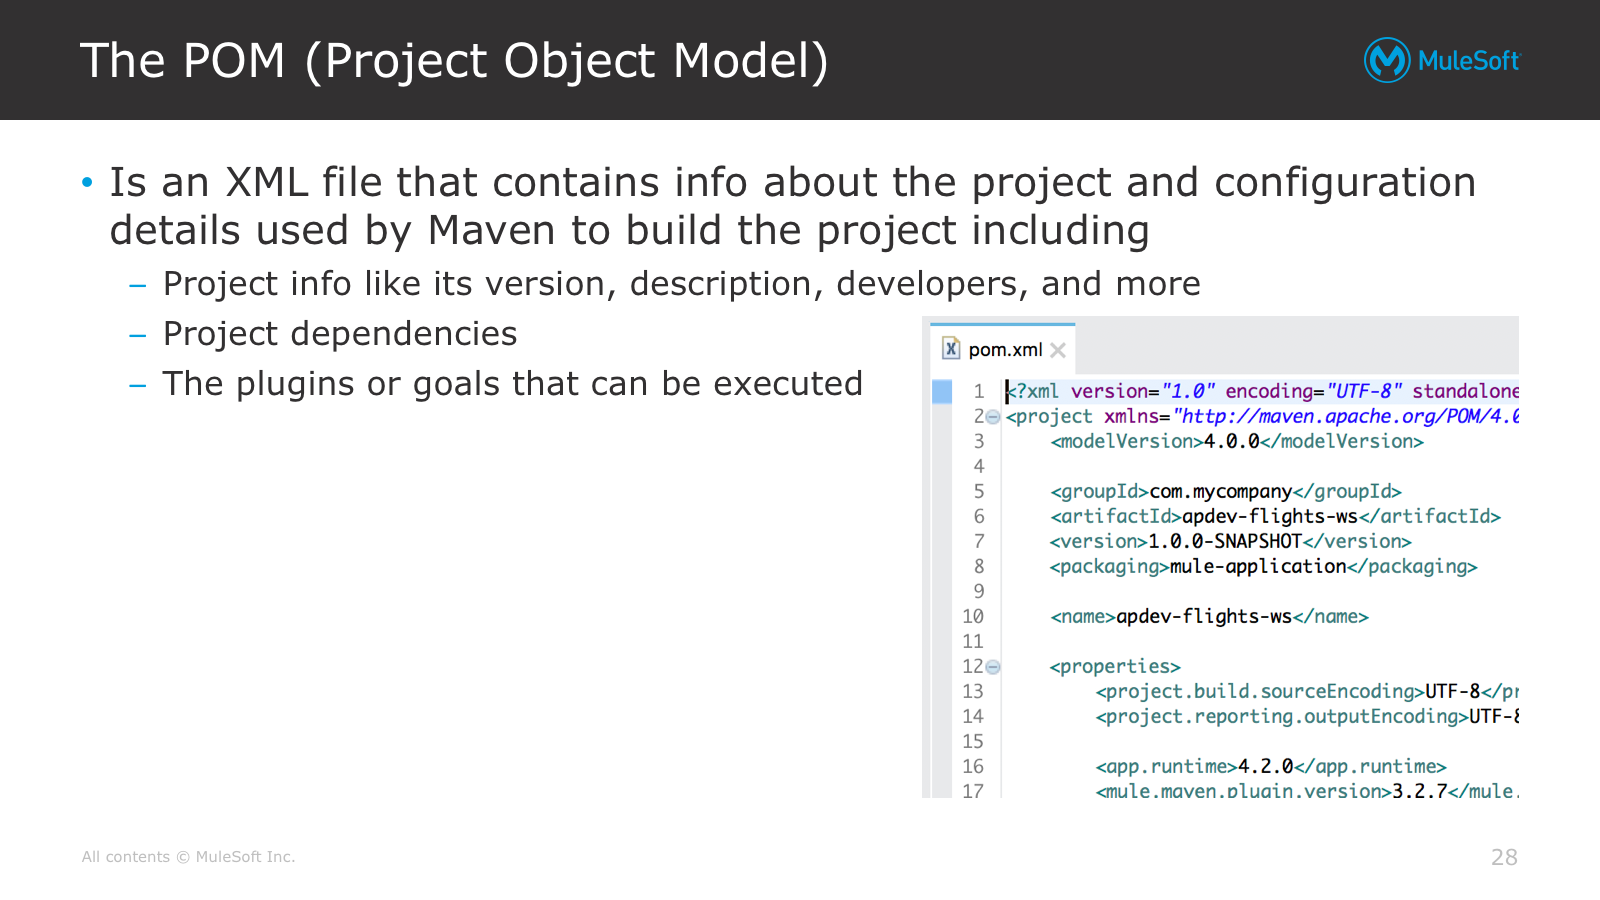 The POM (Project Object Model)
MuleSoft
• Is an XML file that contains info about the project and configuration
details used by Maven to build the project including
– Project info like its version, description, developers, and more
– Project dependencies
– The plugins or goals that can be executed
pom.xml
1 <?xml version="1.0" encoding="UTF-8" standalone
2 <project xmlns="http://maven.apache.org/POM/4.0
3 <modelVersion>4.0.0</modelVersion>
4
5 <groupId>com.mycompany</groupId>
6 <artifactId>apdev-flights-ws</artifactId>
7 <version>1.0.0-SNAPSHOT</version>
8 <packaging>mule-application</packaging>
9
10 <name>apdev-flights-ws</name>
11
12 <properties>
13 <project.build.sourceEncoding>UTF-8</pr
14 <project.reporting.outputEncoding>UTF-8
15
16 <app.runtime>4.2.0</app.runtime>
17 <mule.maven.plugin.version>3.2.7</mule.
All contents © MuleSoft Inc.
28